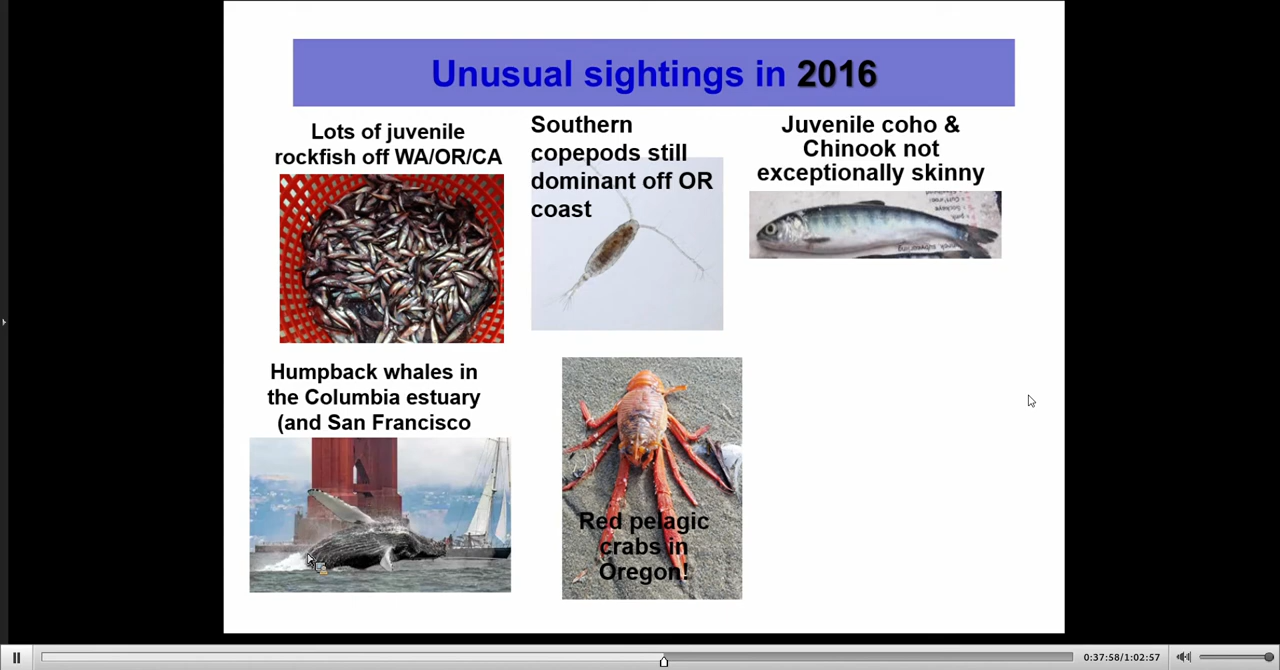 Unusual sightings in 2016
Lots of juvenile
rockfish off WA/OR/CA
Southern
copepods still
dominant off OR
coast
Juvenile coho &
Chinook not
exceptionally skinny
Humpback whales in
the Columbia estuary
(and San Francisco
Red pelagic
crabs in
Oregon!
0:37:58/1:02:57